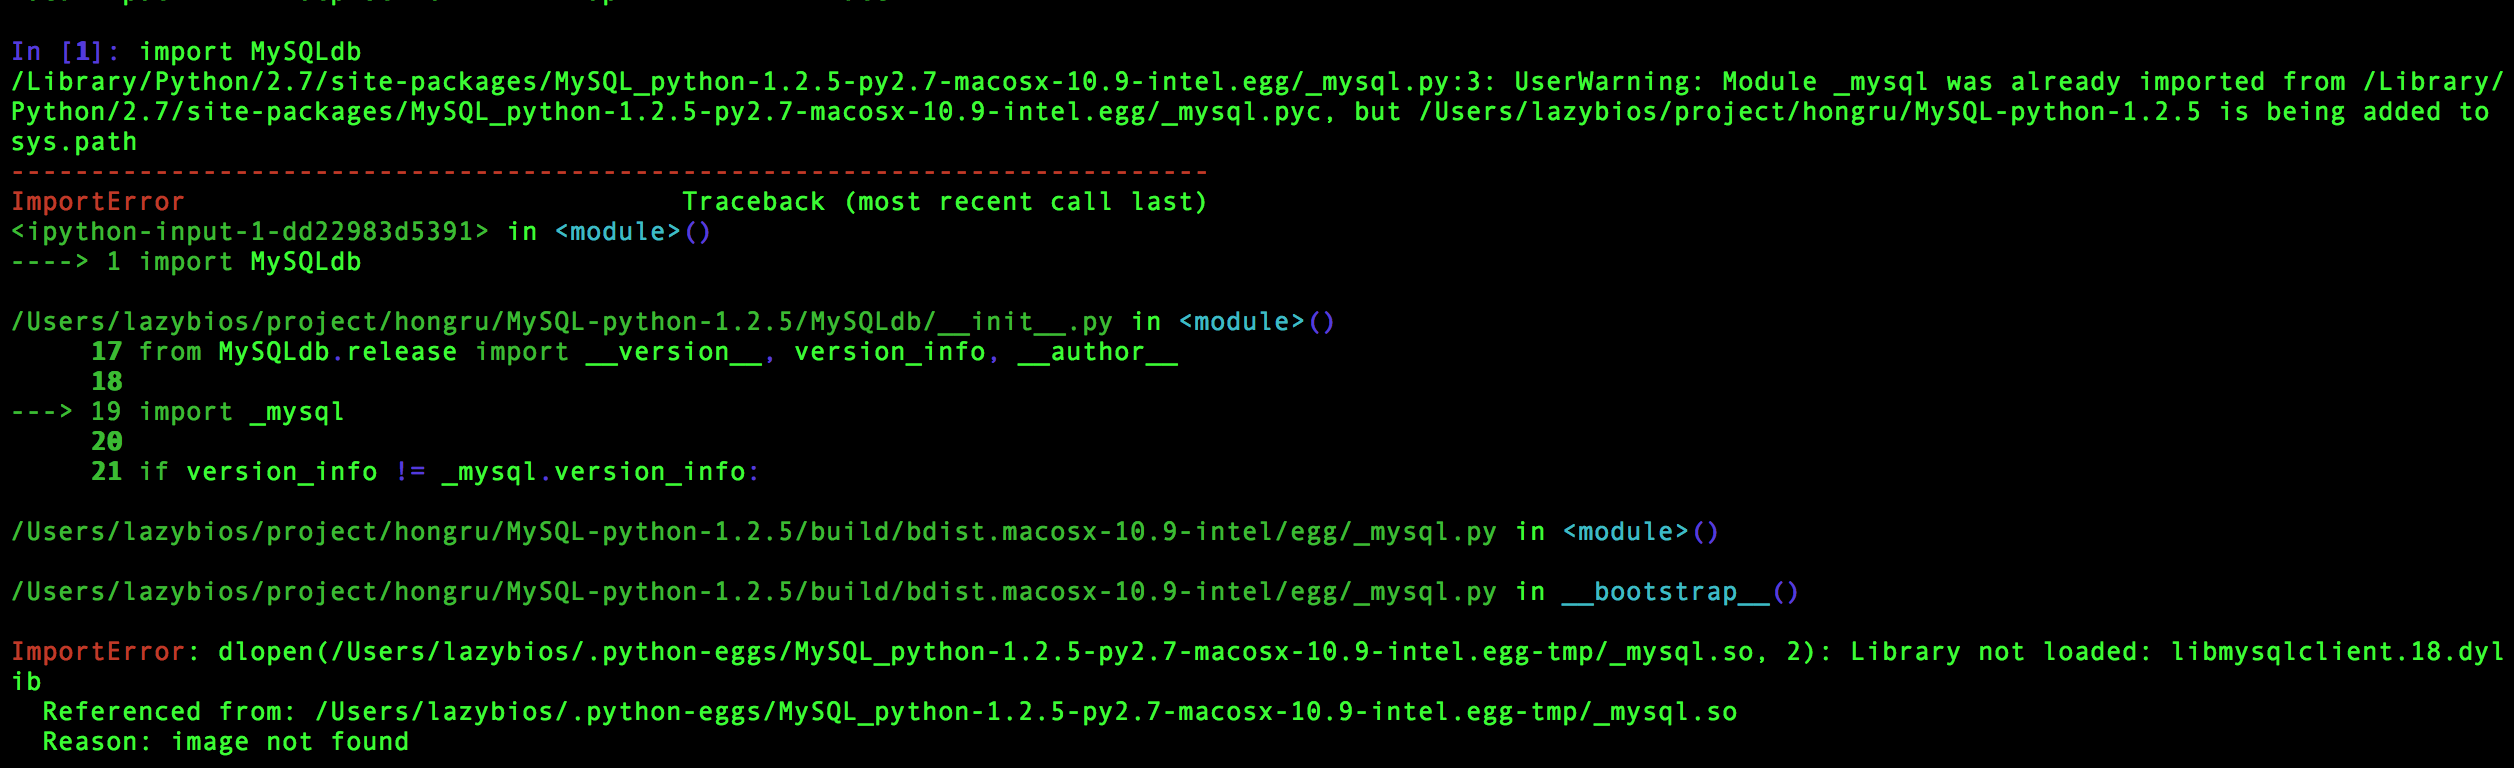 In [1]: import MySQLdb
/Library/Python/2.7/site-packages/MySQL_python-1.2.5-py2.7-macosx-10.9-intel.egg/_mysql.py:3: UserWarning: Module _mysql was already imported from /Library/
Python/2.7/site-packages/MySQL_python-1.2.5-py2.7-macosx-10.9-intel.egg/_mysql.pyc, but /Users/lazybios/project/hongru/MySQL-python-1.2.5 is being added to
sys.path
---------------------------------------------------------------------------
ImportError                               Traceback (most recent call last)
<ipython-input-1-dd22983d5391> in <module>()
----> 1 import MySQLdb
/Users/lazybios/project/hongru/MySQL-python-1.2.5/MySQLdb/__init__.py in <module>()
     17 from MySQLdb.release import __version__, version_info, __author__
     18
---> 19 import _mysql
     20
     21 if version_info != _mysql.version_info:
/Users/lazybios/project/hongru/MySQL-python-1.2.5/build/bdist.macosx-10.9-intel/egg/_mysql.py in <module>()
/Users/lazybios/project/hongru/MySQL-python-1.2.5/build/bdist.macosx-10.9-intel/egg/_mysql.py in __bootstrap__()
ImportError: dlopen(/Users/lazybios/.python-eggs/MySQL_python-1.2.5-py2.7-macosx-10.9-intel.egg-tmp/_mysql.so, 2): Library not loaded: libmysqlclient.18.dyl
ib
  Referenced from: /Users/lazybios/.python-eggs/MySQL_python-1.2.5-py2.7-macosx-10.9-intel.egg-tmp/_mysql.so
  Reason: image not found